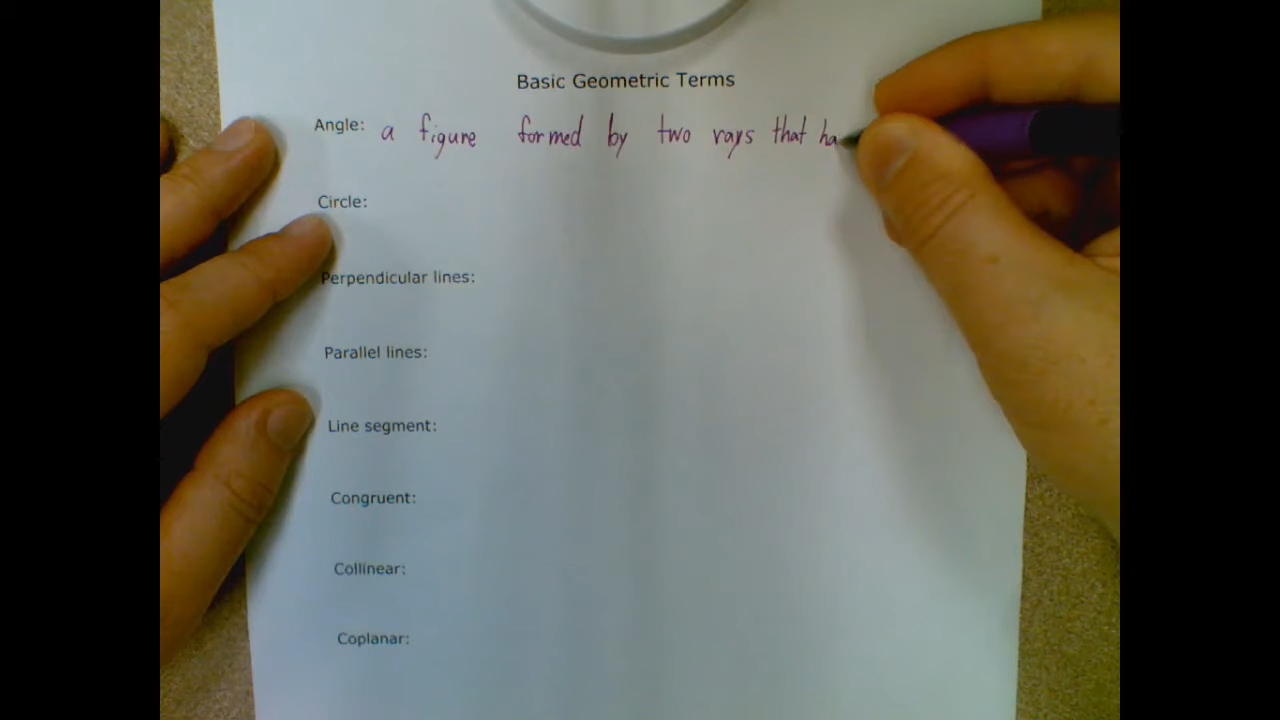 Basic Geometric Terms
Angle: a figure formed by two rays that ha
Circle:
Perpendicular lines:
Parallel lines:
Line segment:
Congruent:
Collinear:
Coplanar: